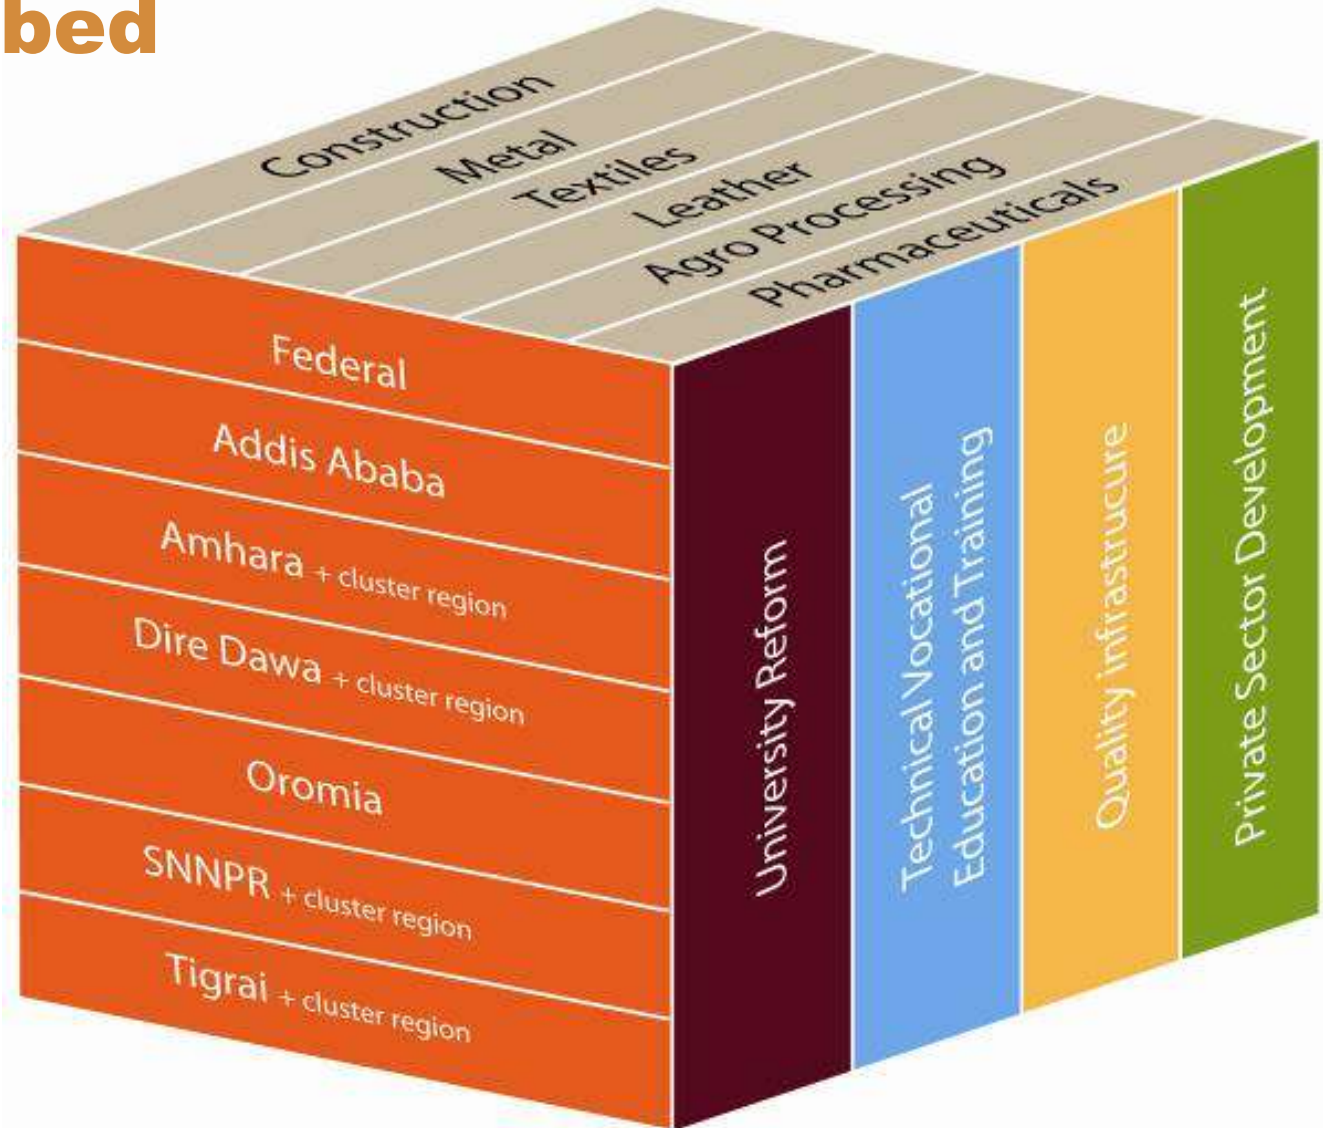 bed
Construction
Metal
Textiles
Leather
Agro Processing
Pharmaceuticals
Federal
Addis Ababa
Amhara + cluster region
Dire Dawa + cluster region
Oromia
SNNPR + cluster region
Tigrai + cluster region
University Reform
Technical Vocational
Education and Training
Quality infrastrucure
Private Sector Development